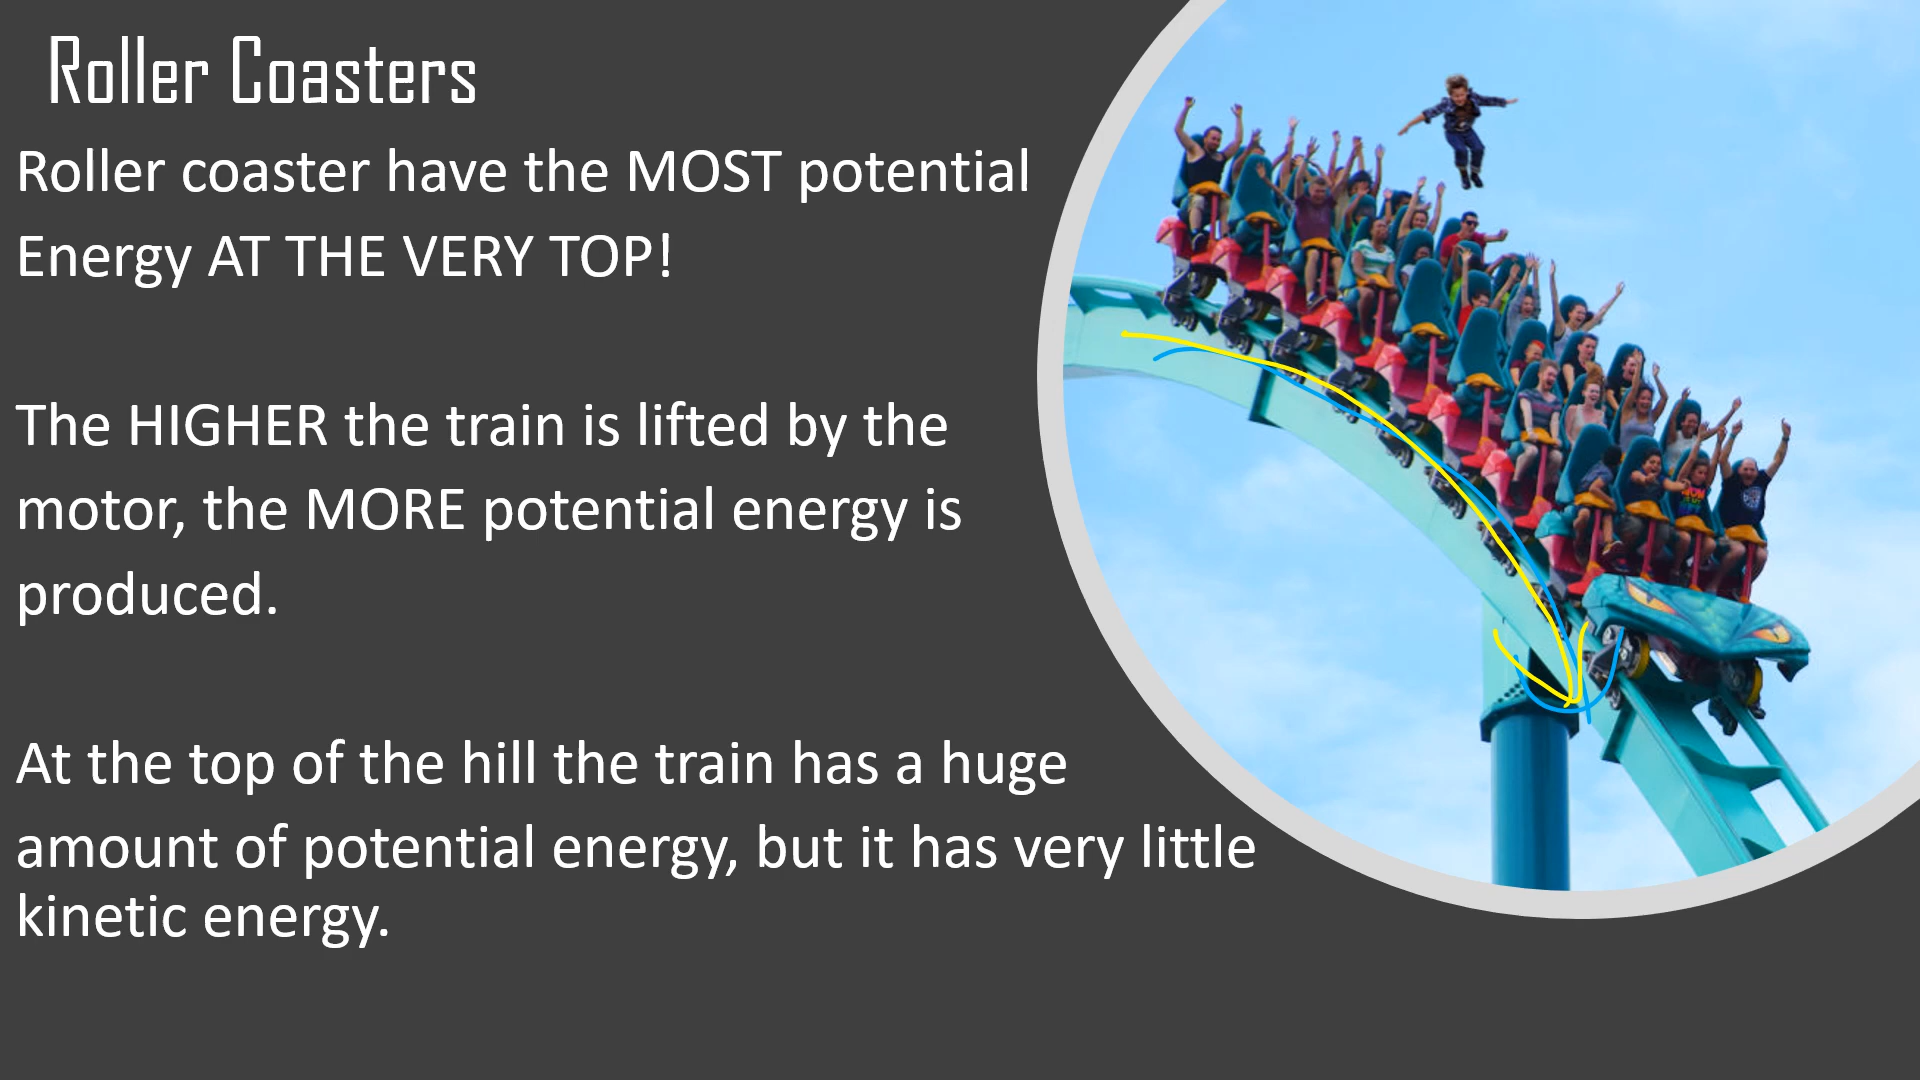 Roller Coasters
Roller coaster have the MOST potential
Energy AT THE VERY TOP!
The HIGHER the train is lifted by the
motor, the MORE potential energy is
produced.
At the top of the hill the train has a huge
amount of potential energy, but it has very little
kinetic energy.